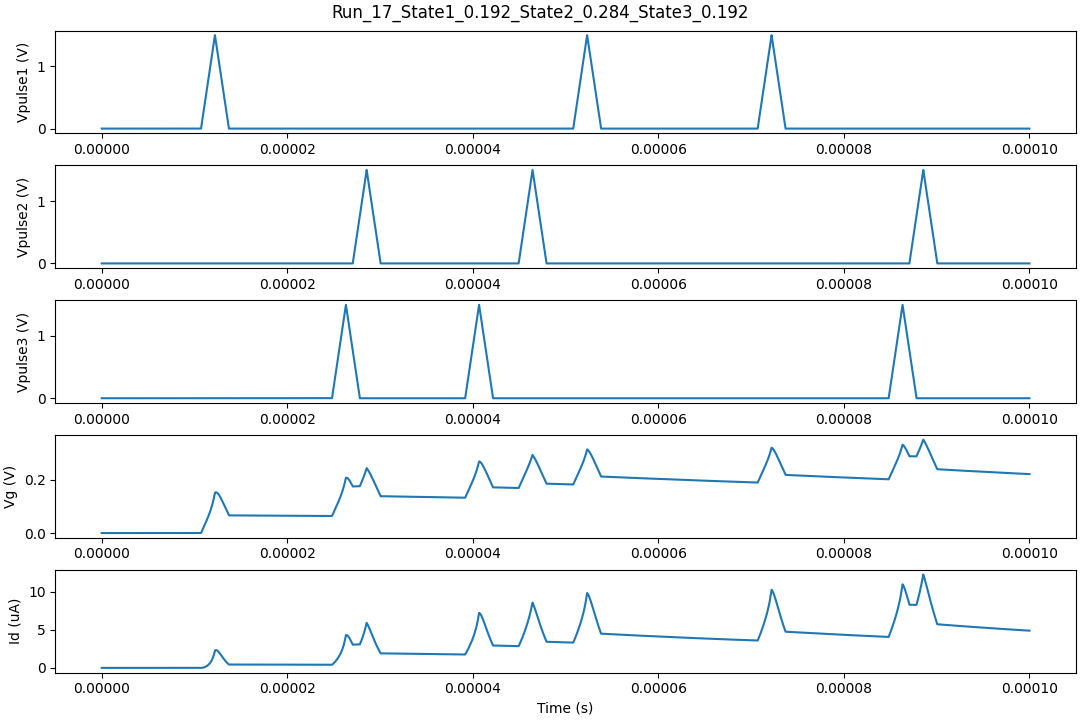 Run_17_State1_0.192_State2_0.284_State3_0.192
Vpulse1 (V)
1
0
0.00000 0.00002 0.00004 0.00006 0.00008 0.00010
Vpulse2 (V)
1
0
0.00000 0.00002 0.00004 0.00006 0.00008 0.00010
Vpulse3 (V)
1
0
0.00000 0.00002 0.00004 0.00006 0.00008 0.00010
Vg (V)
0.2
0.0
0.00000 0.00002 0.00004 0.00006 0.00008 0.00010
Id (uA)
10
5
0
0.00000 0.00002 0.00004 0.00006 0.00008 0.00010
Time (s)